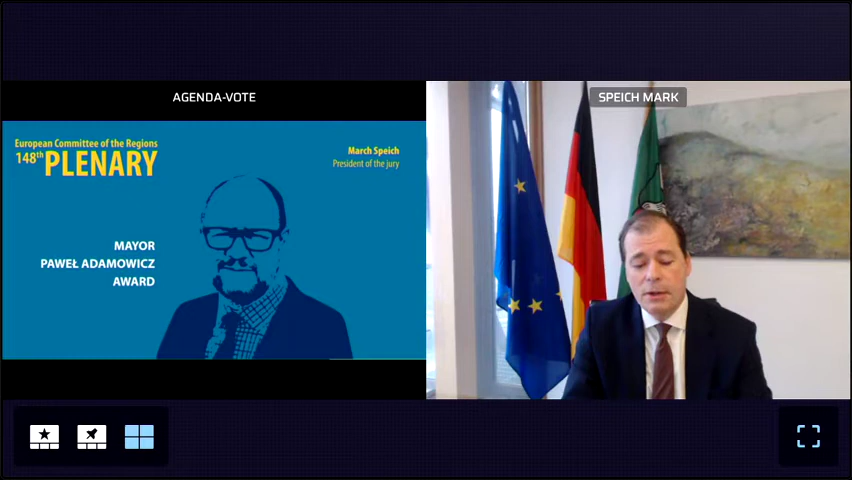 AGENDA-VOTE
European Committee of the Regions
148th PLENARY
March Speich
President of the jury
MAYOR
PAWEŁ ADAMOWICZ
AWARD
SPEICH MARK